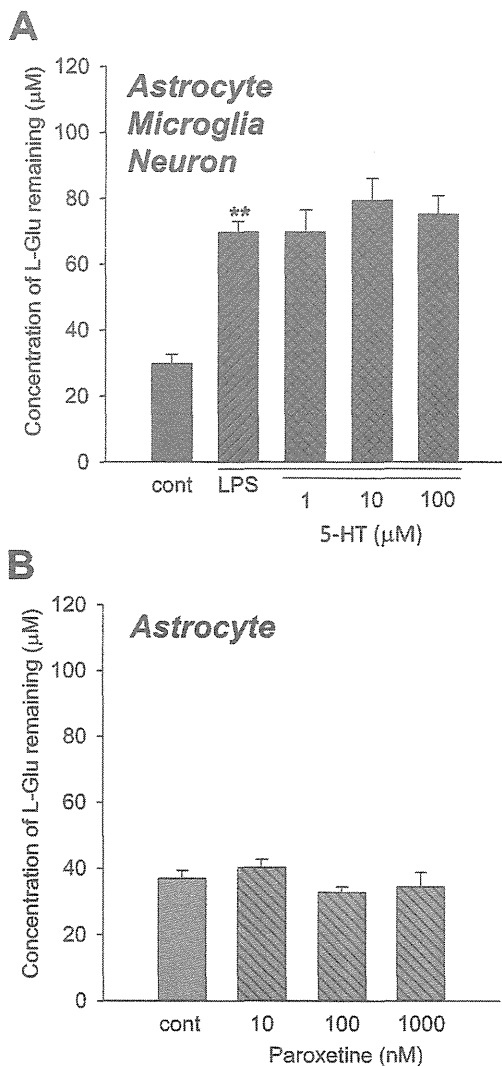 A
Astrocyte
Microglia
Neuron
Concentration of L-Glu remaining (μM)
120
100
80
60
40
20
0
**
cont LPS 1 10 100
5-HT (μM)
B
Astrocyte
Concentration of L-Glu remaining (μM)
120
100
80
60
40
20
0
cont 10 100 1000
Paroxetine (nM)